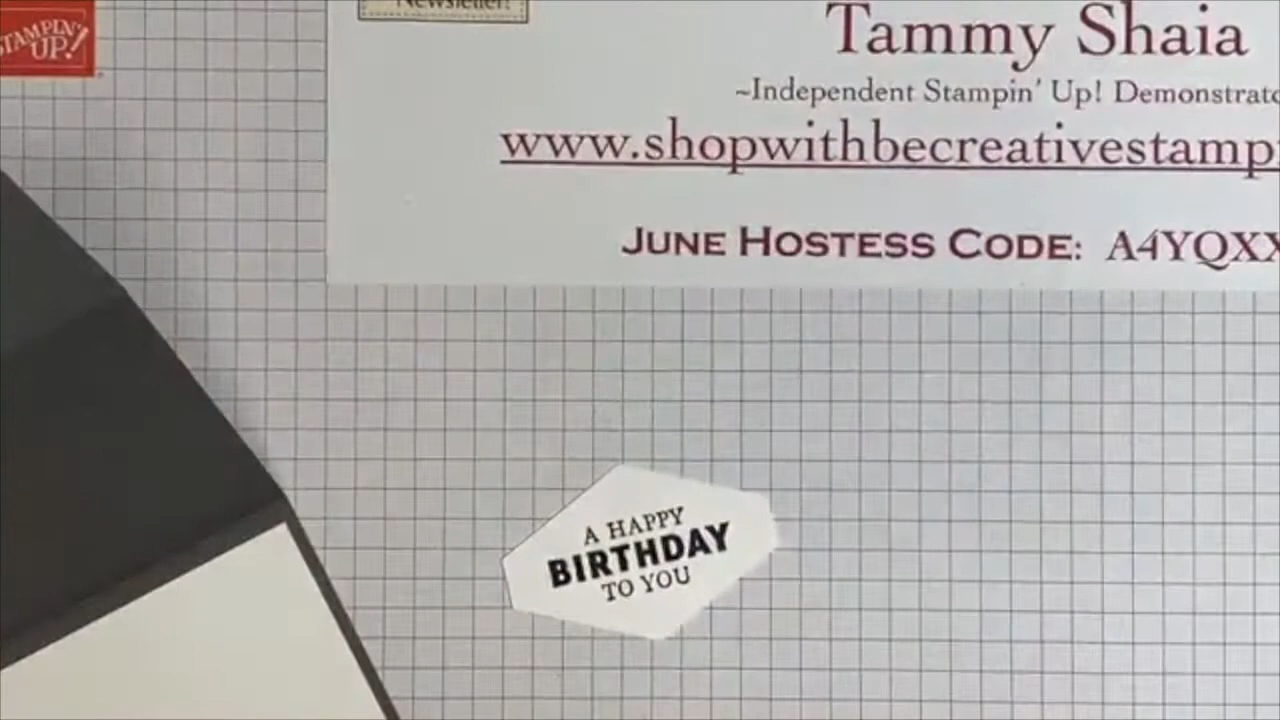 Newsletter!
STAMPIN'
UP!
Tammy Shaia
~Independent Stampin' Up! Demonstrato
www.shopwithbecreativestamp
JUNE HOSTESS CODE: A4YQXX
A HAPPY
BIRTHDAY
TO YOU